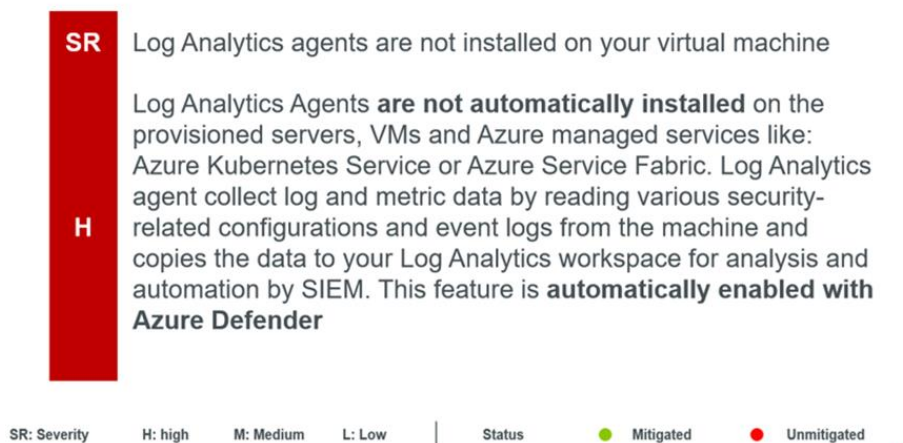 SR Log Analytics agents are not installed on your virtual machine
Log Analytics Agents are not automatically installed on the
provisioned servers, VMs and Azure managed services like:
Azure Kubernetes Service or Azure Service Fabric. Log Analytics
agent collect log and metric data by reading various security-
H related configurations and event logs from the machine and
copies the data to your Log Analytics workspace for analysis and
automation by SIEM. This feature is automatically enabled with
Azure Defender
SR: Severity H: high M: Medium L: Low Status Mitigated Unmitigated